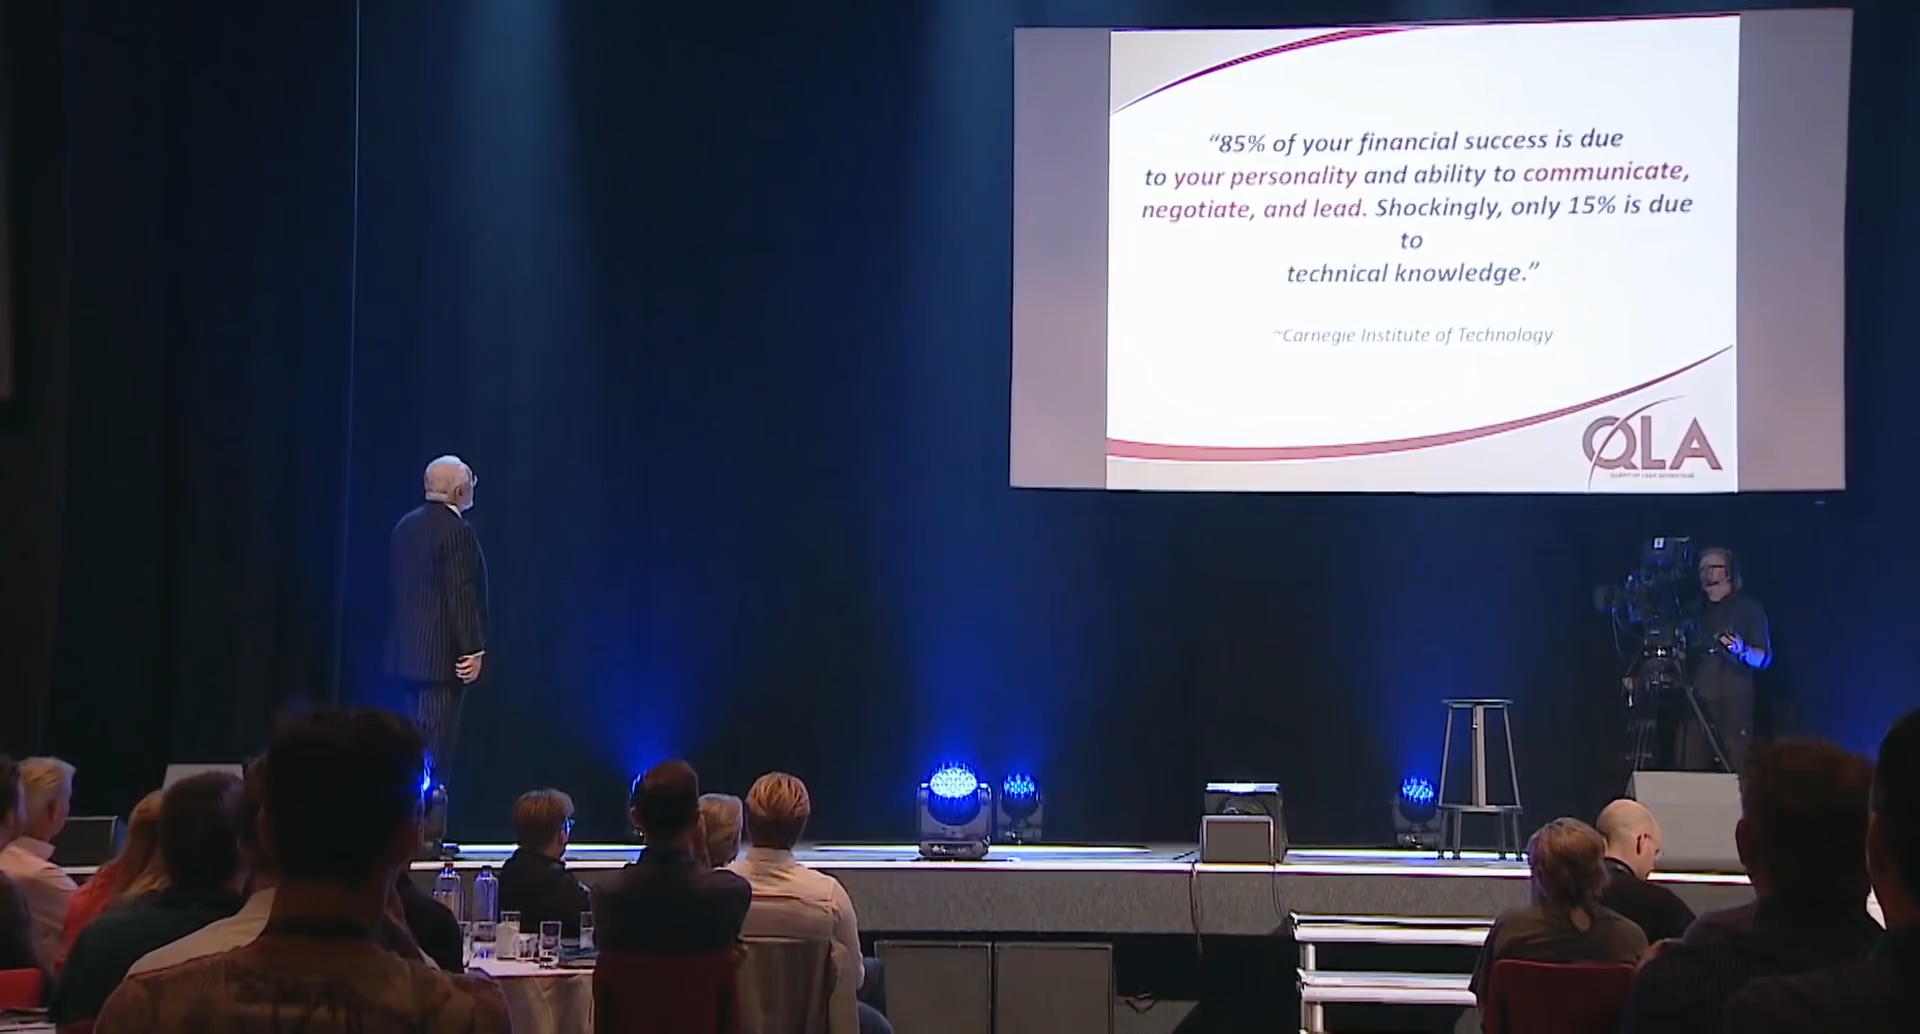 “85% of your financial success is due
to your personality and ability to communicate,
negotiate, and lead. Shockingly, only 15% is due
to
technical knowledge.”
~Carnegie Institute of Technology
QLA